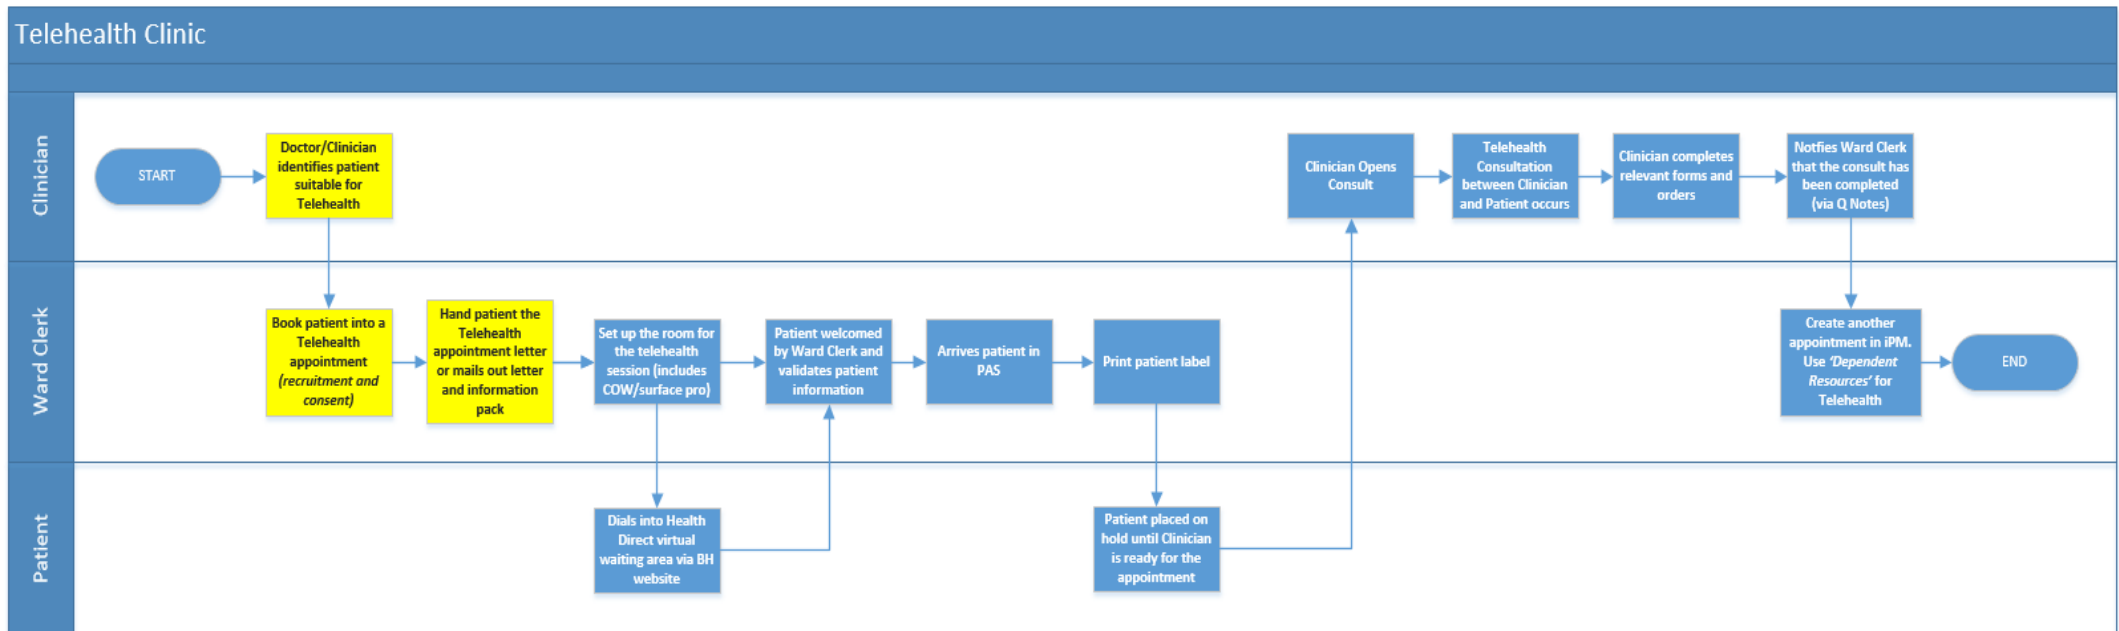 Telehealth Clinic
Clinician
START
Doctor/Clinician
identifies patient
suitable for
Telehealth
Clinician Opens
Consult
Telehealth
Consultation
between Clinician
and Patient occurs
Clinician completes
relevant forms and
orders
Notfies Ward Clerk
that the consult has
been completed
(via Q Notes)
Ward Clerk
Book patient into a
Telehealth
appointment
(recruitment and
consent)
Hand patient the
Telehealth
appointment letter
or mails out letter
and information
pack
Set up the room for
the telehealth
session (includes
COW/surface pro)
Patient welcomed
by Ward Clerk and
validates patient
information
Arrives patient in
PAS
Print patient label
Create another
appointment in iPM.
Use 'Dependent
Resources' for
Telehealth
END
Patient
Dials into Health
Direct virtual
waiting area via BH
website
Patient placed on
hold until Clinician
is ready for the
appointment